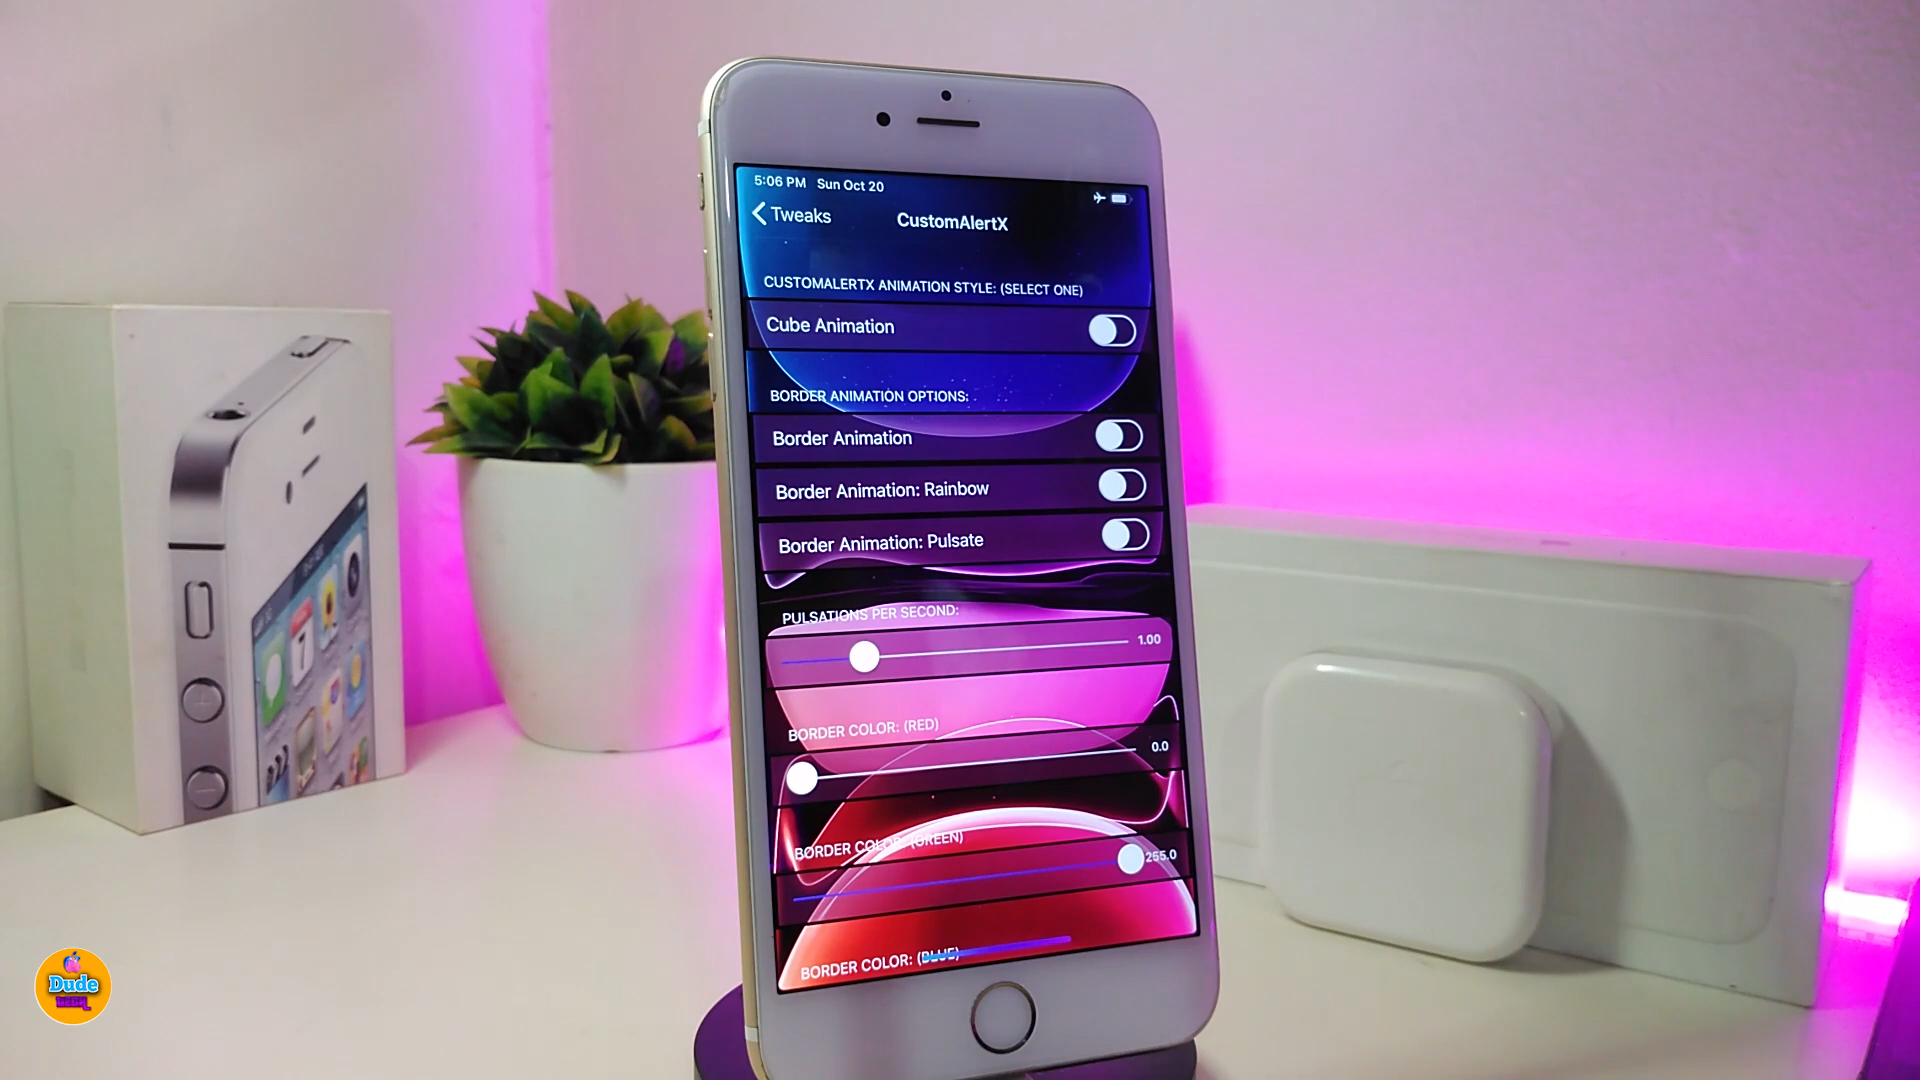 5:06 PM Sun Oct 20
Tweaks
CustomAlertX
CUSTOMALERTX ANIMATION STYLE: (SELECT ONE)
Cube Animation
BORDER ANIMATION OPTIONS:
Border Animation
Border Animation: Rainbow
Border Animation: Pulsate
PULSATIONS PER SECOND:
1.00
BORDER COLOR: (RED)
0.0
BORDER COLOR: (GREEN)
255.0
BORDER COLOR: (BLUE)
7
Dude